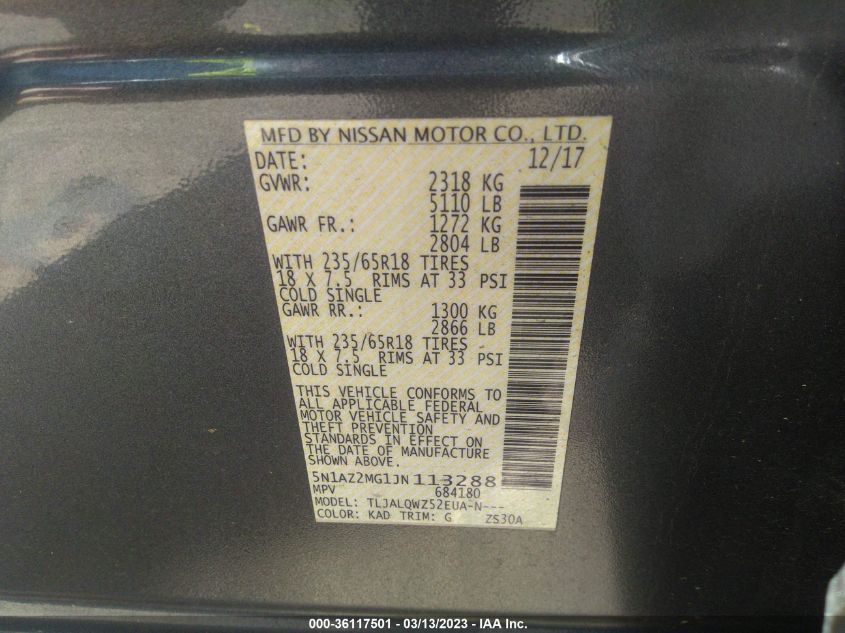 MFD BY NISSAN MOTOR CO., LTD.
DATE: 12/17
GVWR: 2318 KG
5110 LB
GAWR FR.: 1272 KG
2804 LB
WITH 235/65R18 TIRES
18 X 7.5 RIMS AT 33 PSI
COLD SINGLE
GAWR RR.: 1300 KG
2866 LB
WITH 235/65R18 TIRES
18 X 7.5 RIMS AT 33 PSI
COLD SINGLE
THIS VEHICLE CONFORMS TO
ALL APPLICABLE FEDERAL
MOTOR VEHICLE SAFETY AND
THEFT PREVENTION
STANDARDS IN EFFECT ON
THE DATE OF MANUFACTURE
SHOWN ABOVE.
5N1AZ2MG1JN113288
MPV 684180
MODEL: TLJALQWZ52EUA-N---
COLOR: KAD TRIM: G ZS30A
000-36117501 - 03/13/2023 - IAA Inc.